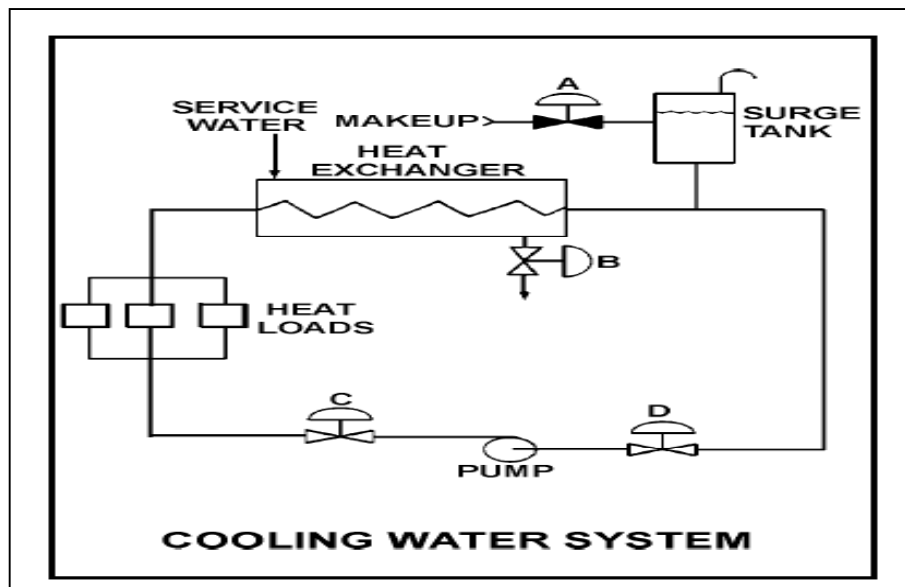 A
SERVICE
WATER
MAKEUP
SURGE
TANK
HEAT
EXCHANGER
B
HEAT
LOADS
C
D
PUMP
COOLING WATER SYSTEM